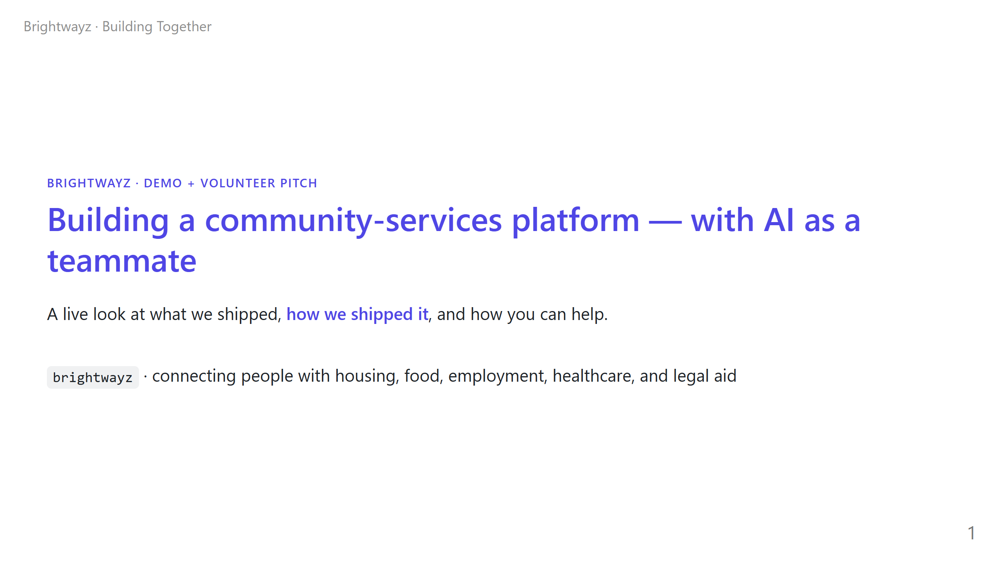 Brightwayz · Building Together
BRIGHTWAYZ · DEMO + VOLUNTEER PITCH
Building a community-services platform — with AI as a
teammate
A live look at what we shipped, how we shipped it, and how you can help.
brightwayz · connecting people with housing, food, employment, healthcare, and legal aid
1